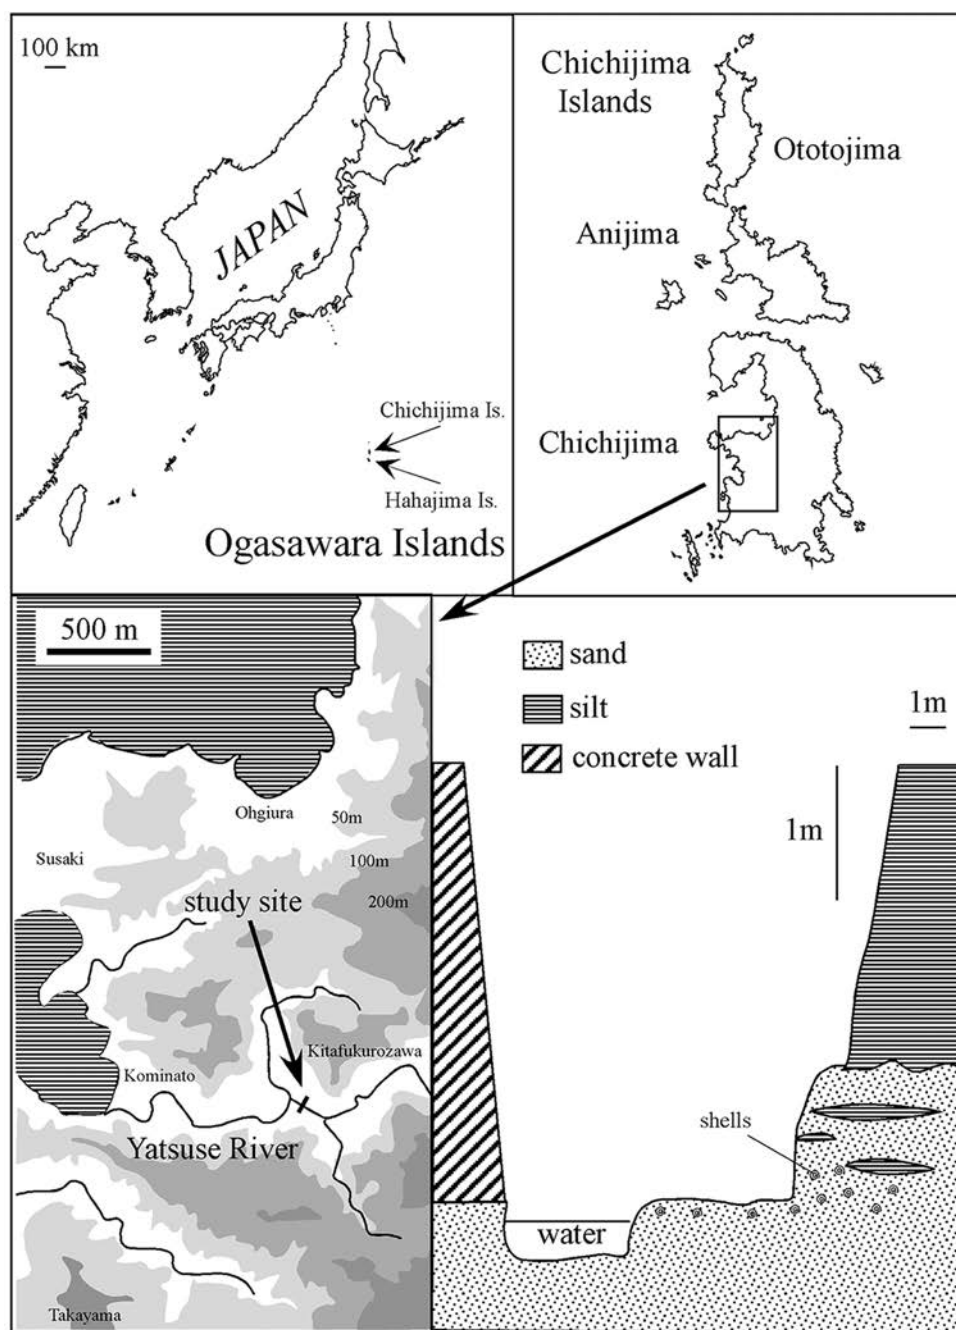 100 km
JAPAN
Chichijima Is.
Hahajima Is.
Ogasawara Islands
Chichijima
Islands
Ototojima
Anijima
Chichijima
500 m
Ohgiura
50m
Susaki
100m
200m
study site
Kitafukurozawa
Kominato
Yatsuse River
Takayama
sand
silt
concrete wall
1m
1m
shells
water